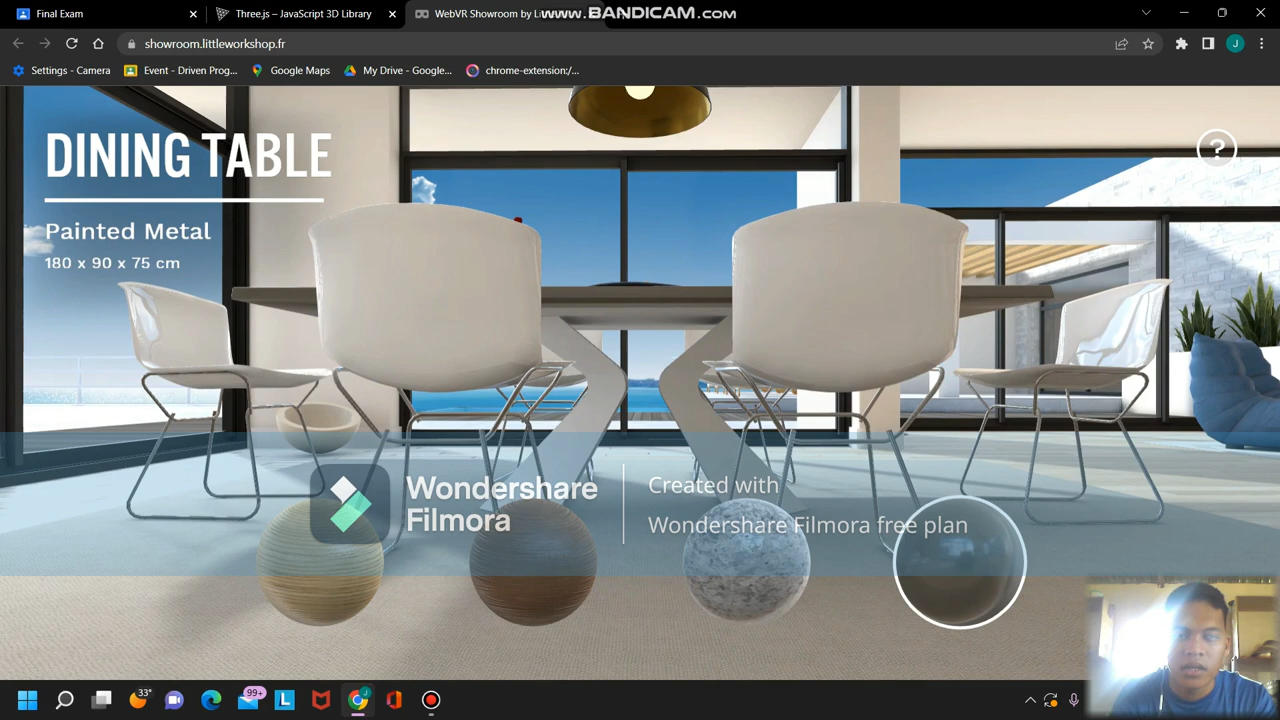 Final Exam
Three.js – JavaScript 3D Library
WebVR Showroom by Li
www.BANDICAM.com
showroom.littleworkshop.fr
J
Settings - Camera
Event - Driven Prog...
Google Maps
My Drive - Google...
chrome-extension:/...
DINING TABLE
?
Painted Metal
180 x 90 x 75 cm
Wondershare
Filmora
Created with
Wondershare Filmora free plan
33°
99+
L
J